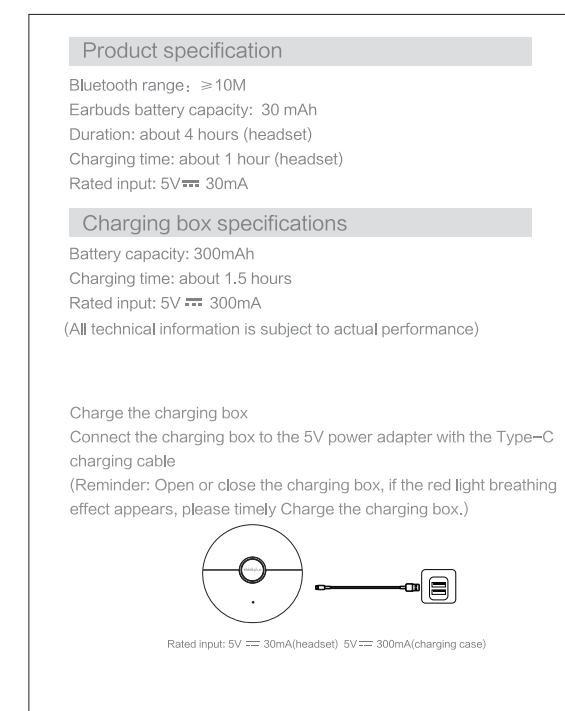 Product specification
Bluetooth range：≥10M
Earbuds battery capacity: 30 mAh
Duration: about 4 hours (headset)
Charging time: about 1 hour (headset)
Rated input: 5V⎓ 30mA
Charging box specifications
Battery capacity: 300mAh
Charging time: about 1.5 hours
Rated input: 5V ⎓ 300mA
(All technical information is subject to actual performance)
Charge the charging box
Connect the charging box to the 5V power adapter with the Type-C
charging cable
(Reminder: Open or close the charging box, if the red light breathing
effect appears, please timely Charge the charging box.)
Rated input: 5V ⎓ 30mA(headset) 5V⎓ 300mA(charging case)